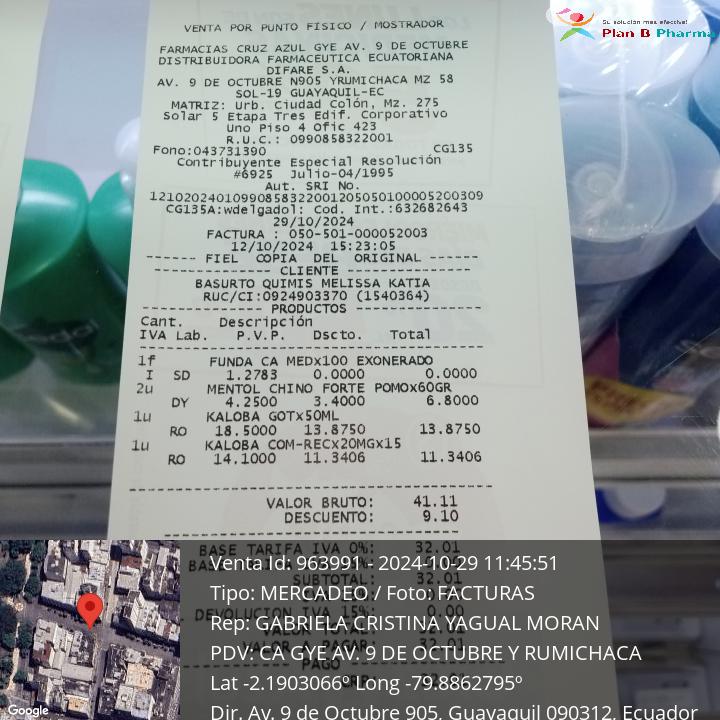 Su solución más efectiva!
Plan B Pharma
VENTA POR PUNTO FISICO / MOSTRADOR
FARMACIAS CRUZ AZUL GYE AV. 9 DE OCTUBRE
DISTRIBUIDORA FARMACEUTICA ECUATORIANA
DIFARE S.A.
AV. 9 DE OCTUBRE N905 YRUMICHACA MZ 58
SOL-19 GUAYAQUIL-EC
MATRIZ: Urb. Ciudad Colón, Mz. 275
Solar 5 Etapa Tres Edif. Corporativo
Uno Piso 4 Ofic 423
R.U.C.: 0990858322001
Fono:043731390 CG135
Contribuyente Especial Resolución
#6925 Julio-04/1995
Aut. SRI No.
1210202401099085832200120505010000520030​9
CG135A:wdelgadol: Cod. Int.:632682643
29/10/2024
FACTURA : 050-501-000052003
12/10/2024 15:23:05
------ FIEL COPIA DEL ORIGINAL ------
CLIENTE
BASURTO QUIMIS MELISSA KATIA
RUC/CI:0924903370 (1540364)
PRODUCTOS
Cant. Descripción
IVA Lab. P.V.P. Dscto. Total
1f FUNDA CA MEDx100 EXONERADO
I SD 1.2783 0.0000 0.0000
2u MENTOL CHINO FORTE POMOx60GR
DY 4.2500 3.4000 6.8000
1u KALOBA GOTx50ML
RO 18.5000 13.8750 13.8750
1u KALOBA COM-RECx20MGx15
RO 14.1000 11.3406 11.3406
VALOR BRUTO: 41.11
DESCUENTO: 9.10
BASE TARIFA IVA 0%: 32.01
SUBTOTAL: 32.01
DEVOLUCION IVA 15%: 0.00
VALOR TOTAL: 32.01
PAGO
Venta Id: 963991 - 2024-10-29 11:45:51
Tipo: MERCADEO / Foto: FACTURAS
Rep: GABRIELA CRISTINA YAGUAL MORAN
PDV: CA GYE AV. 9 DE OCTUBRE Y RUMICHACA
Lat -2.1903066º Long -79.8862795º
Dir. Av. 9 de Octubre 905, Guayaquil 090312, Ecuador
Google